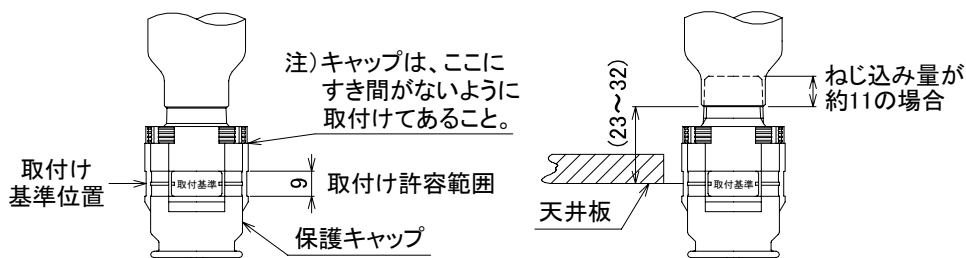 注)キャップは、ここに
すき間がないように
取付けてあること。
取付け
基準位置
取付基準
9
取付け許容範囲
保護キャップ
(23～32)
ねじ込み量が
約11の場合
取付基準
天井板